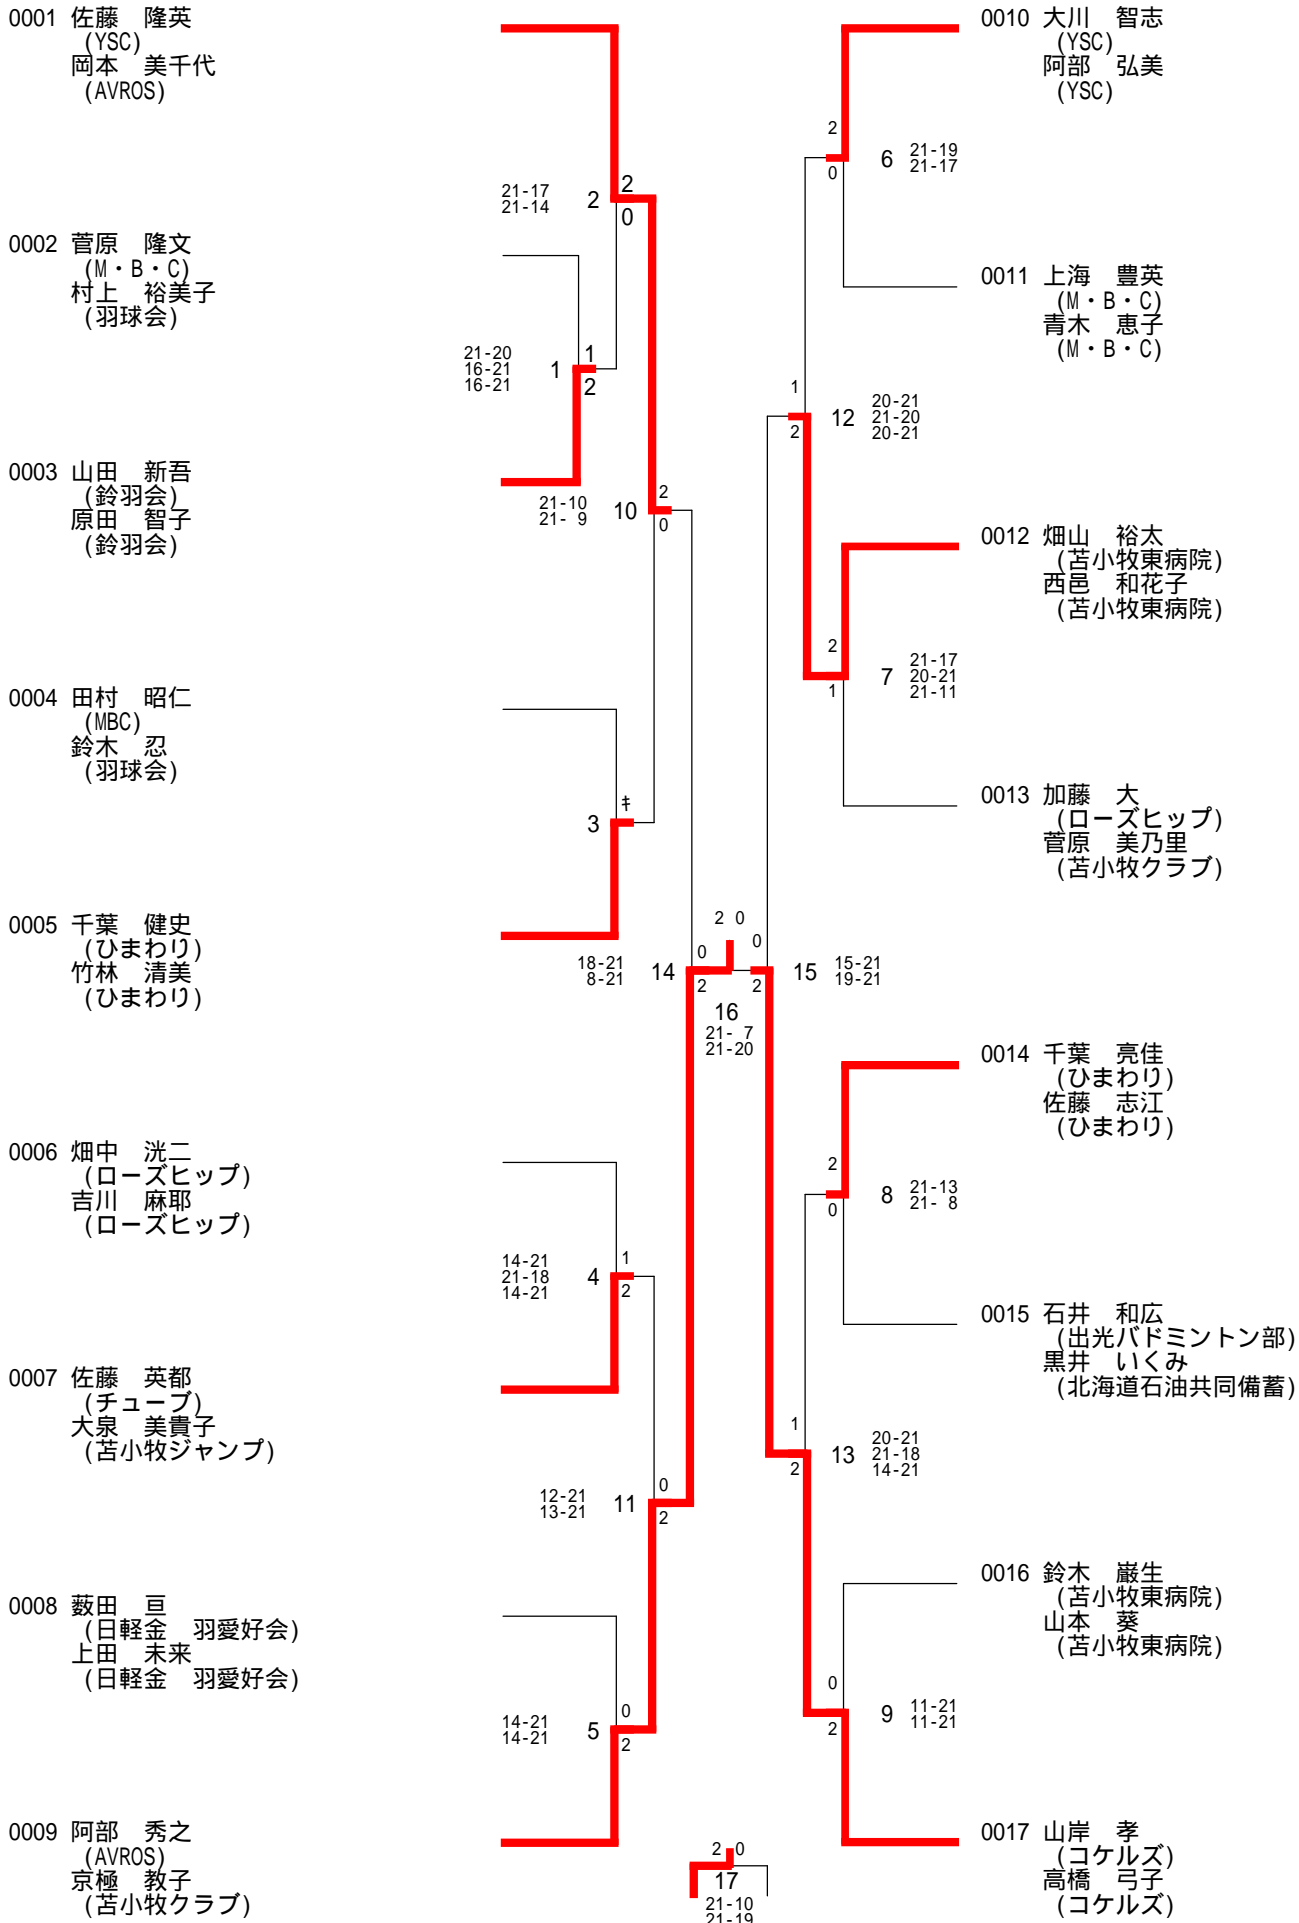 0001 佐藤　隆英
(YSC)
岡本　美千代
(AVROS)
21-17
21-14
2
2
0
0002 菅原　隆文
(M・B・C)
村上　裕美子
(羽球会)
21-20
16-21
16-21
1
1
2
0003 山田　新吾
(鈴羽会)
原田　智子
(鈴羽会)
21-10
21- 9
10
2
0
0004 田村　昭仁
(MBC)
鈴木　忍
(羽球会)
3
ｷ
0005 千葉　健史
(ひまわり)
竹林　清美
(ひまわり)
18-21
8-21
14
0
2
0006 畑中　洸二
(ローズヒップ)
吉川　麻耶
(ローズヒップ)
14-21
21-18
14-21
4
1
2
0007 佐藤　英都
(チューブ)
大泉　美貴子
(苫小牧ジャンプ)
12-21
13-21
11
0
2
0008 薮田　亘
(日軽金　羽愛好会)
上田　未来
(日軽金　羽愛好会)
14-21
14-21
5
0
2
0009 阿部　秀之
(AVROS)
京極　教子
(苫小牧クラブ)
2 0
16
21- 7
21-20
2 0
17
21-10
21-19
0010 大川　智志
(YSC)
阿部　弘美
(YSC)
2
0
6
21-19
21-17
0011 上海　豊英
(M・B・C)
青木　恵子
(M・B・C)
1
2
12
20-21
21-20
20-21
0012 畑山　裕太
(苫小牧東病院)
西邑　和花子
(苫小牧東病院)
2
1
7
21-17
20-21
21-11
0013 加藤　大
(ローズヒップ)
菅原　美乃里
(苫小牧クラブ)
0
2
15
15-21
19-21
0014 千葉　亮佳
(ひまわり)
佐藤　志江
(ひまわり)
2
0
8
21-13
21- 8
0015 石井　和広
(出光バドミントン部)
黒井　いくみ
(北海道石油共同備蓄)
1
2
13
20-21
21-18
14-21
0016 鈴木　巌生
(苫小牧東病院)
山本　葵
(苫小牧東病院)
0
2
9
11-21
11-21
0017 山岸　孝
(コケルズ)
高橋　弓子
(コケルズ)